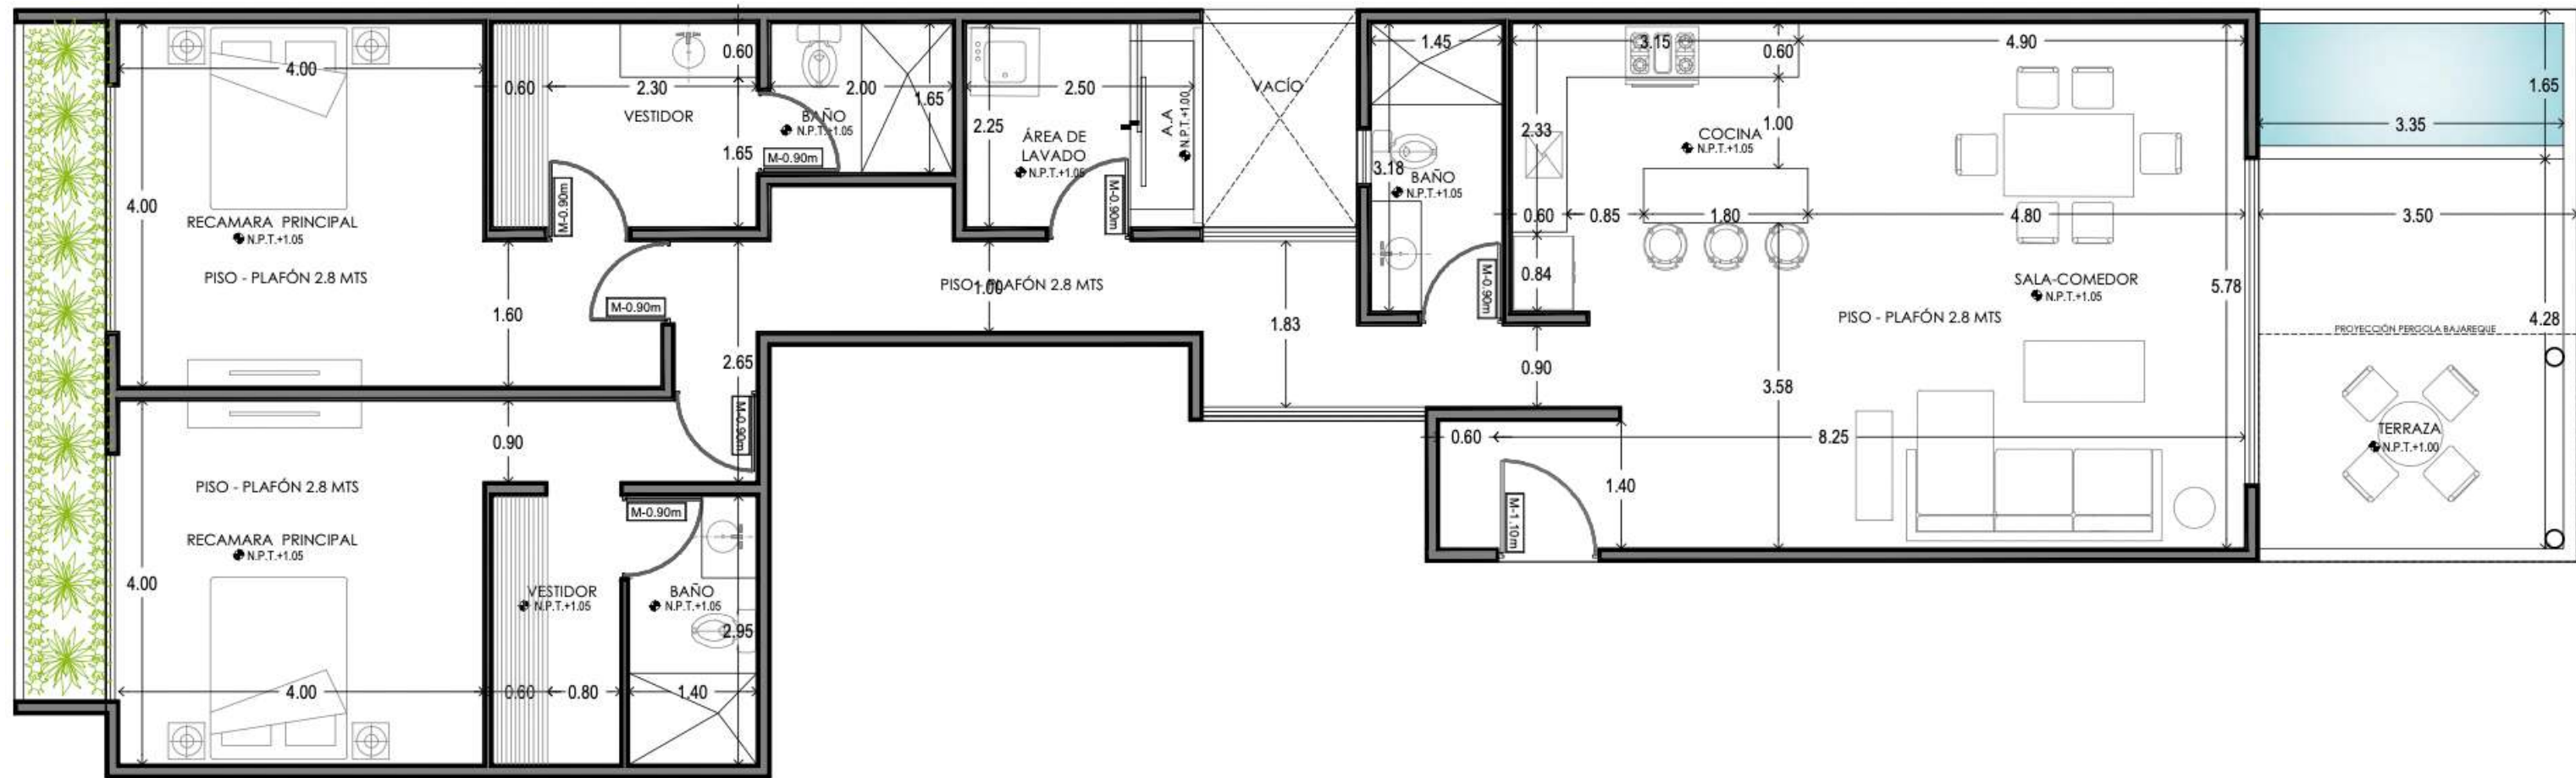 4.00
0.60
2.30
VESTIDOR
0.60
1.65
2.00
1.65
BAÑO
N.P.T.+1.05
M-0.90m
2.25
2.50
ÁREA DE
LAVADO
N.P.T.+1.05
A.A
N.P.T.+1.00
VACÍO
M-0.90m
M-0.90m
4.00
RECAMARA PRINCIPAL
N.P.T.+1.05
PISO - PLAFÓN 2.8 MTS
1.60
M-0.90m
2.65
PISO - PLAFÓN 2.8 MTS
1.00
1.83
1.45
3.18
BAÑO
N.P.T.+1.05
M-0.90m
3.15
0.60
4.90
2.33
COCINA
N.P.T.+1.05
1.00
0.60
0.85
1.80
4.80
0.84
SALA-COMEDOR
N.P.T.+1.05
PISO - PLAFÓN 2.8 MTS
5.78
0.90
3.58
0.60
8.25
1.40
M-1.10m
1.65
3.35
3.50
PROYECCIÓN PERGOLA BAJAREQUE
4.28
TERRAZA
N.P.T.+1.00
M-0.90m
0.90
PISO - PLAFÓN 2.8 MTS
RECAMARA PRINCIPAL
N.P.T.+1.05
4.00
M-0.90m
VESTIDOR
N.P.T.+1.05
BAÑO
N.P.T.+1.05
2.95
4.00
0.60
0.80
1.40